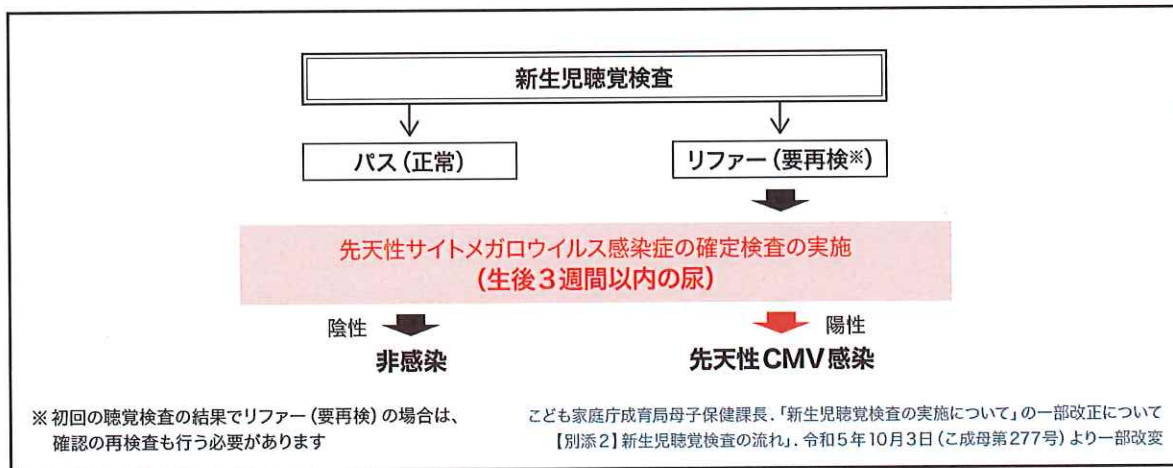 新生児聴覚検査
パス（正常）
リファー（要再検※）
先天性サイトメガロウイルス感染症の確定検査の実施
（生後３週間以内の尿）
陰性
陽性
非感染
先天性CMV感染
※ 初回の聴覚検査の結果でリファー（要再検）の場合は、
確認の再検査も行う必要があります
こども家庭庁成育局母子保健課長．「新生児聴覚検査の実施について」の一部改正について
【別添２】新生児聴覚検査の流れ．令和５年10月３日（こ成母第277号）より一部改変